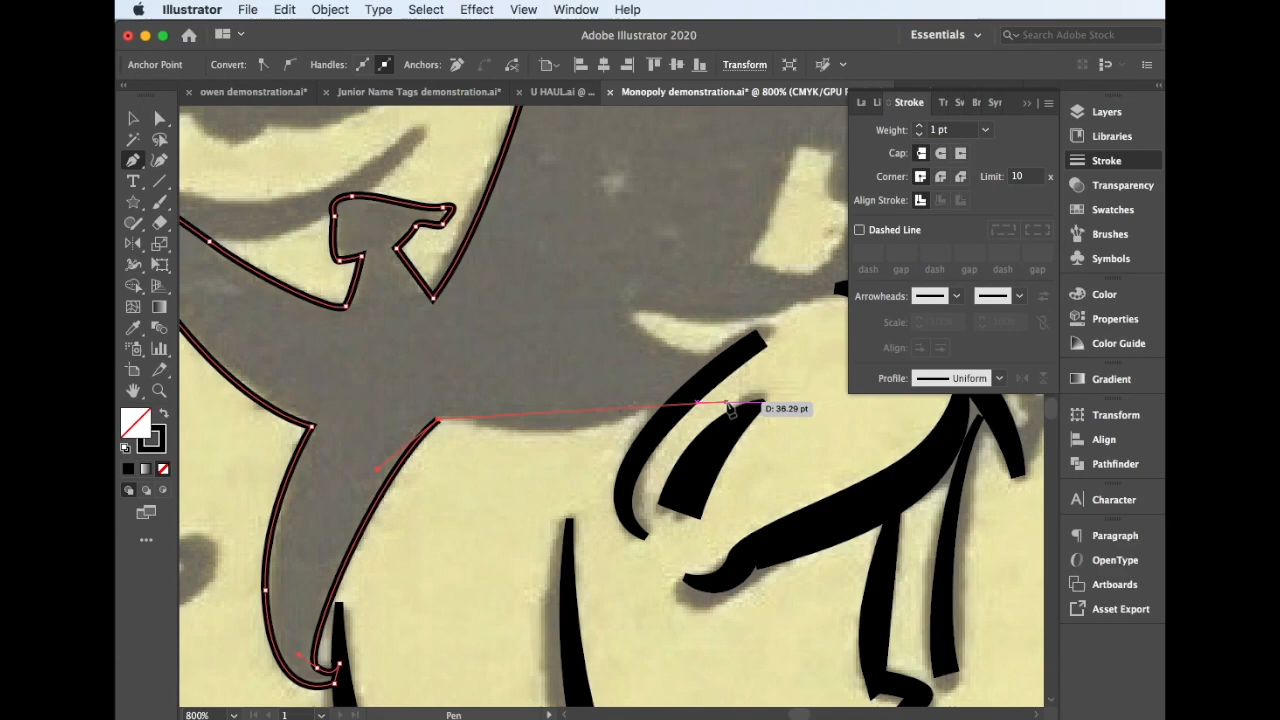 Illustrator File Edit Object Type Select Effect View Window Help
Adobe Illustrator 2020
Essentials
Search Adobe Stock
Anchor Point
Convert:
Handles:
Anchors:
Transform
owen demonstration.ai*
Junior Name Tags demonstration.ai*
U HAUL.ai @ ...
Monopoly demonstration.ai* @ 800% (CMYK/GPU P
La Li Stroke Tr Sv Br Syr
Weight: 1 pt
Cap:
Corner: Limit: 10 x
Align Stroke:
Dashed Line
dash gap dash gap dash gap
Arrowheads:
Scale: 100% 100%
Align:
Profile: Uniform
D: 36.29 pt
Layers
Libraries
Stroke
Transparency
Swatches
Brushes
Symbols
Color
Properties
Color Guide
Gradient
Transform
Align
Pathfinder
Character
Paragraph
OpenType
Artboards
Asset Export
800% 1 Pen